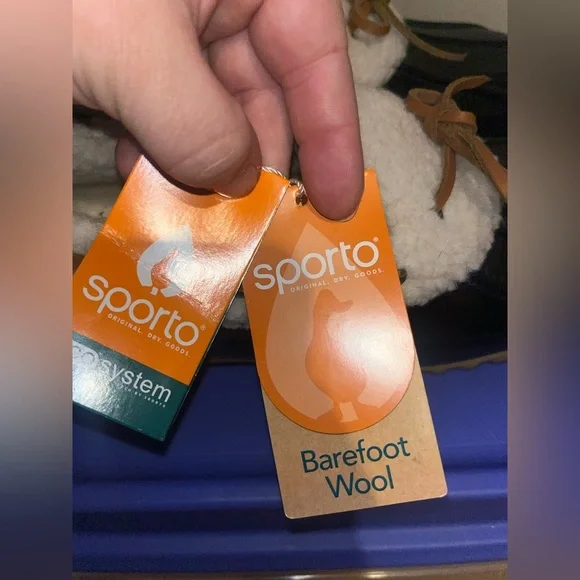 sporto®
ORIGINAL. DRY. GOODS.
system
sporto®
ORIGINAL. DRY. GOODS.
Barefoot
Wool